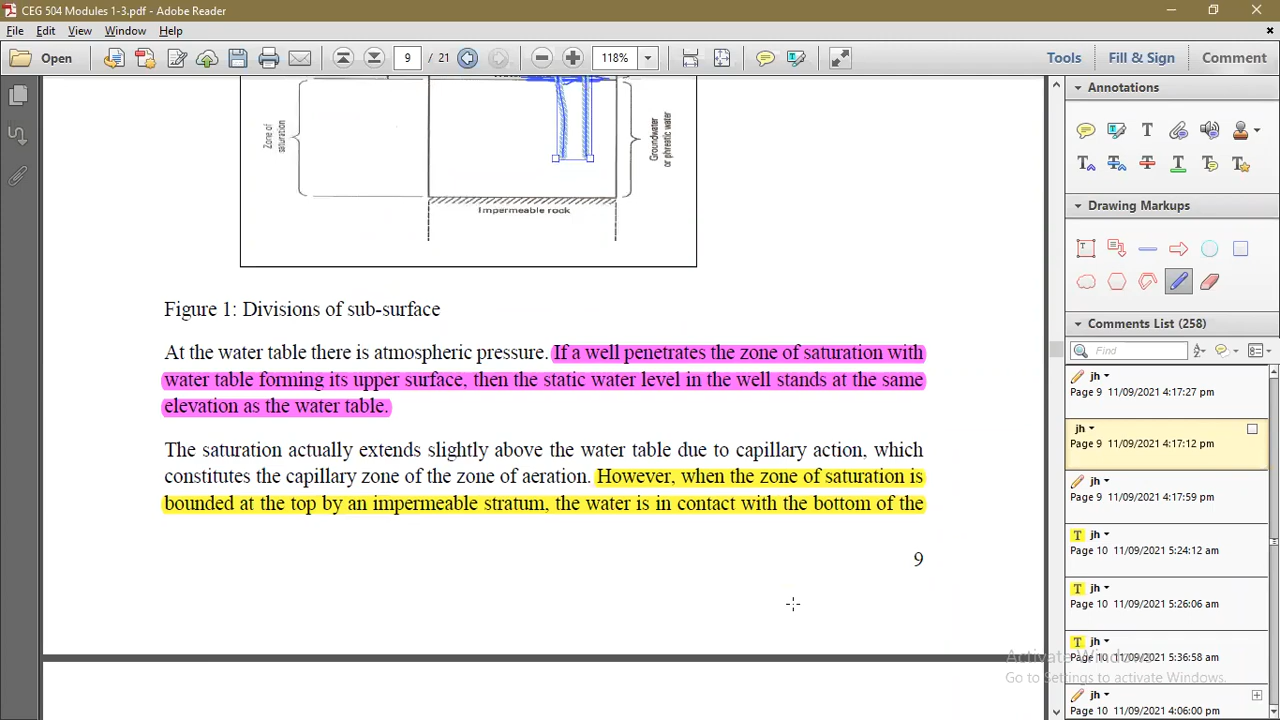 CEG 504 Modules 1-3.pdf - Adobe Reader
File Edit View Window Help
Open 9 / 21 118% Tools Fill & Sign Comment
Zone of
saturation
Groundwater
or phreatic water
Impermeable rock
Figure 1: Divisions of sub-surface
At the water table there is atmospheric pressure. If a well penetrates the zone of saturation with
water table forming its upper surface, then the static water level in the well stands at the same
elevation as the water table.
The saturation actually extends slightly above the water table due to capillary action, which
constitutes the capillary zone of the zone of aeration. However, when the zone of saturation is
bounded at the top by an impermeable stratum, the water is in contact with the bottom of the
9
Annotations
Drawing Markups
Comments List (258)
Find
jh
Page 9 11/09/2021 4:17:27 pm
jh
Page 9 11/09/2021 4:17:12 pm
jh
Page 9 11/09/2021 4:17:59 pm
jh
Page 10 11/09/2021 5:24:12 am
jh
Page 10 11/09/2021 5:26:06 am
jh
Page 10 11/09/2021 5:36:58 am
jh
Page 10 11/09/2021 4:06:00 pm
Activate Windows
Go to Settings to activate Windows.